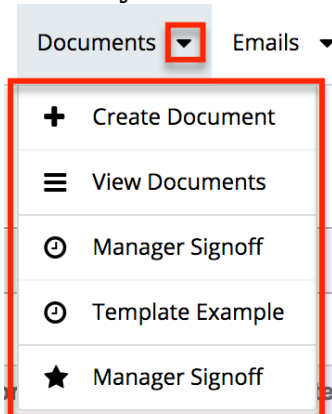 Documents Emails
Create Document
View Documents
Manager Signoff
Template Example
Manager Signoff